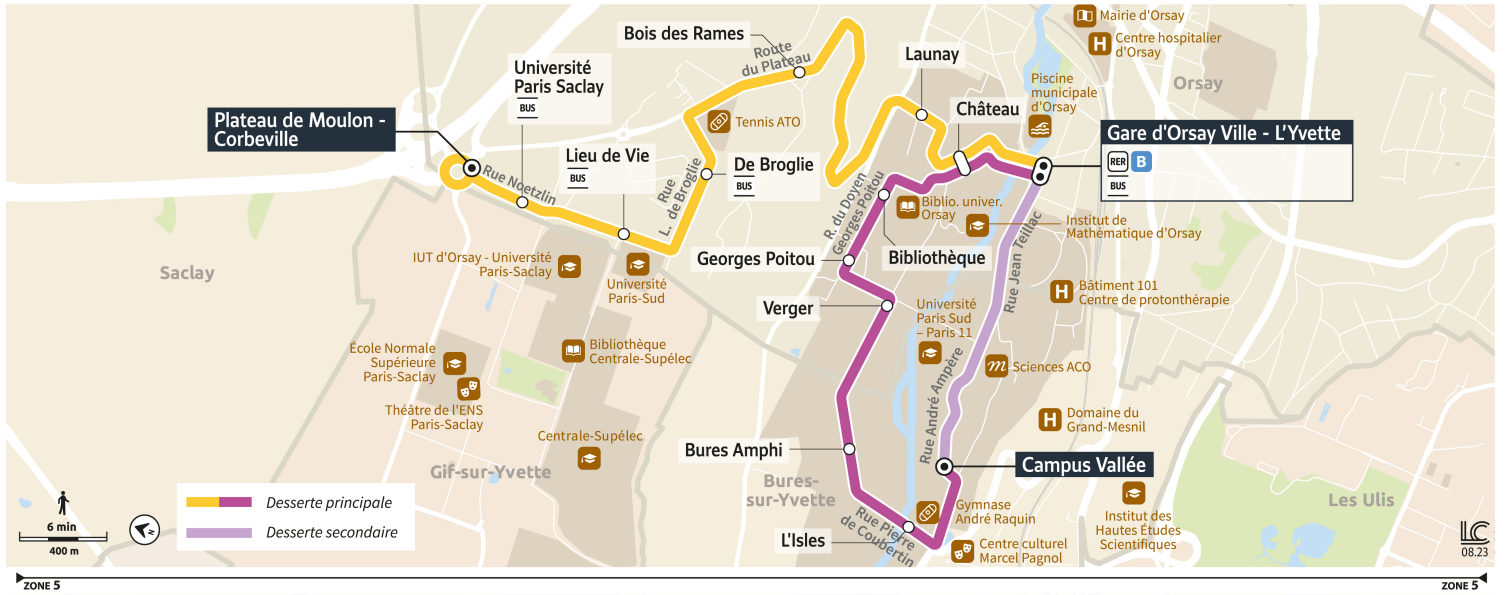 Mairie d'Orsay
Centre hospitalier
d'Orsay
Orsay
Bois des Rames
Route
du Plateau
Launay
Université
Paris Saclay
BUS
Piscine
municipale
d'Orsay
Château
Plateau de Moulon -
Corbeville
Tennis ATO
Gare d'Orsay Ville - L'Yvette
RER B
BUS
Lieu de Vie
BUS
De Broglie
BUS
Rue Noetzlin
Rue
L. de Broglie
R. du Doyen
Georges Poitou
Biblio. univer.
Orsay
Institut de
Mathématique d'Orsay
Rue Jean Teillac
Saclay
IUT d'Orsay - Université
Paris-Saclay
Université
Paris-Sud
Georges Poitou
Bibliothèque
Bâtiment 101
Centre de protonthérapie
Verger
Université
Paris Sud
– Paris 11
École Normale
Supérieure
Paris-Saclay
Bibliothèque
Centrale-Supélec
Sciences ACO
Rue André Ampère
Théâtre de l'ENS
Paris-Saclay
Domaine du
Grand-Mesnil
Centrale-Supélec
Bures Amphi
Campus Vallée
Gif-sur-Yvette
Bures-
sur-Yvette
Les Ulis
Desserte principale
Desserte secondaire
Gymnase
André Raquin
Institut des
Hautes Études
Scientifiques
Rue Pierre
de Coubertin
L'Isles
Centre culturel
Marcel Pagnol
6 min
400 m
N
LC
08.23
ZONE 5
ZONE 5